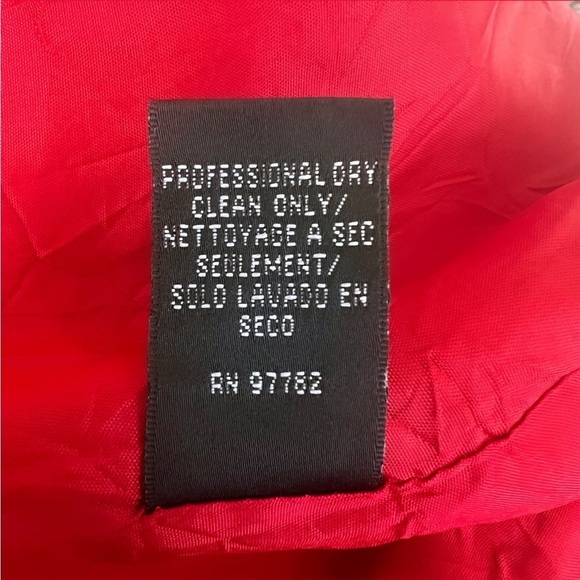 PROFESSIONAL DRY
CLEAN ONLY/
NETTOYAGE A SEC
SEULEMENT/
SOLO LAVADO EN
SECO
RN 97782